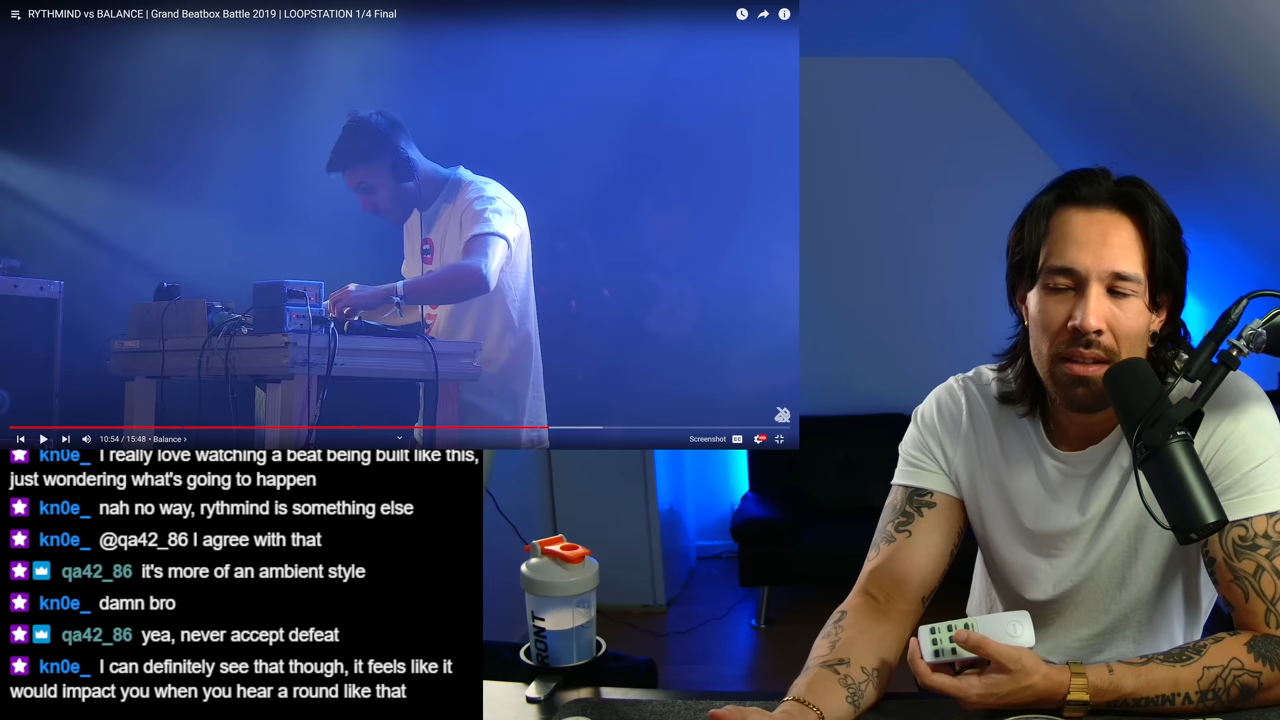 RYTHMIND vs BALANCE | Grand Beatbox Battle 2019 | LOOPSTATION 1/4 Final
10:54 / 15:48 • Balance ›
Screenshot
CC
HD
kn0e_ I really love watching a beat being built like this,
just wondering what's going to happen
kn0e_ nah no way, rythmind is something else
kn0e_ @qa42_86 I agree with that
qa42_86 it's more of an ambient style
kn0e_ damn bro
qa42_86 yea, never accept defeat
kn0e_ I can definitely see that though, it feels like it
would impact you when you hear a round like that
RONT